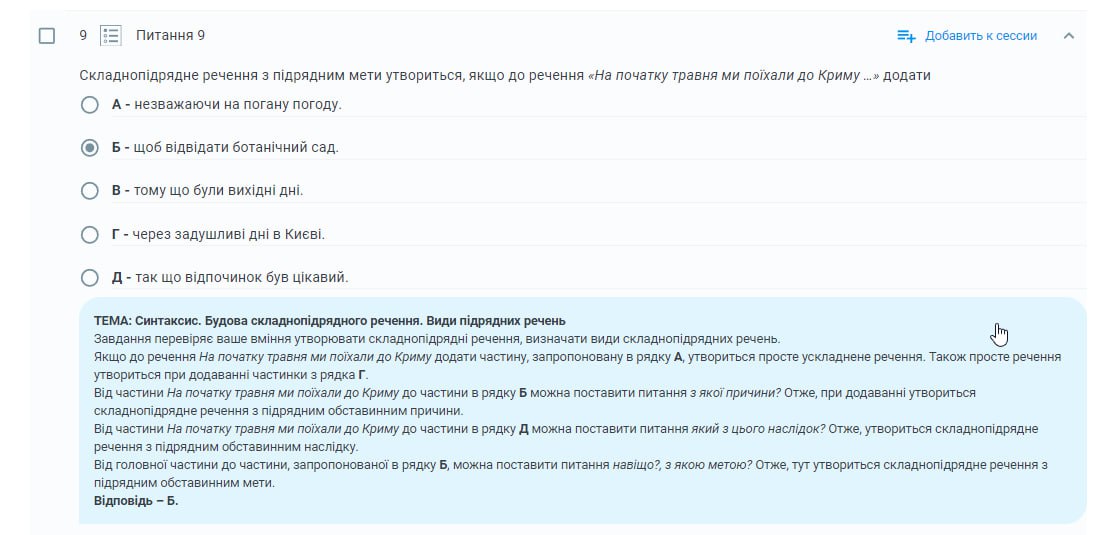 9 Питання 9 Добавить к сессии
Складнопідрядне речення з підрядним мети утвориться, якщо до речення «На початку травня ми поїхали до Криму ...» додати
А - незважаючи на погану погоду.
Б - щоб відвідати ботанічний сад.
В - тому що були вихідні дні.
Г - через задушливі дні в Києві.
Д - так що відпочинок був цікавий.
ТЕМА: Синтаксис. Будова складнопідрядного речення. Види підрядних речень
Завдання перевіряє ваше вміння утворювати складнопідрядні речення, визначати види складнопідрядних речень.
Якщо до речення На початку травня ми поїхали до Криму додати частину, запропоновану в рядку А, утвориться просте ускладнене речення. Також просте речення
утвориться при додаванні частинки з рядка Г.
Від частини На початку травня ми поїхали до Криму до частини в рядку Б можна поставити питання з якої причини? Отже, при додаванні утвориться
складнопідрядне речення з підрядним обставинним причини.
Від частини На початку травня ми поїхали до Криму до частини в рядку Д можна поставити питання який з цього наслідок? Отже, утвориться складнопідрядне
речення з підрядним обставинним наслідку.
Від головної частини до частини, запропонованої в рядку Б, можна поставити питання навіщо?, з якою метою? Отже, тут утвориться складнопідрядне речення з
підрядним обставинним мети.
Відповідь – Б.